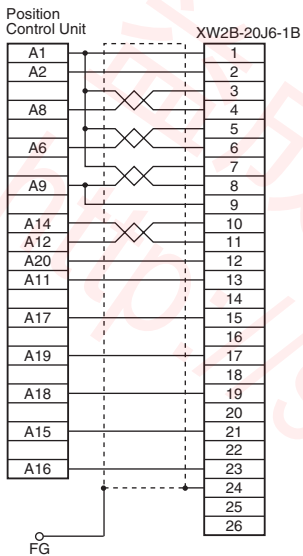 Position
Control Unit
XW2B-20J6-1B
A1 1
A2 2
3
A8 4
5
A6 6
7
A9 8
9
A14 10
A12 11
A20 12
A11 13
14
A17 15
16
A19 17
18
A18 19
20
A15 21
22
A16 23
24
25
26
FG